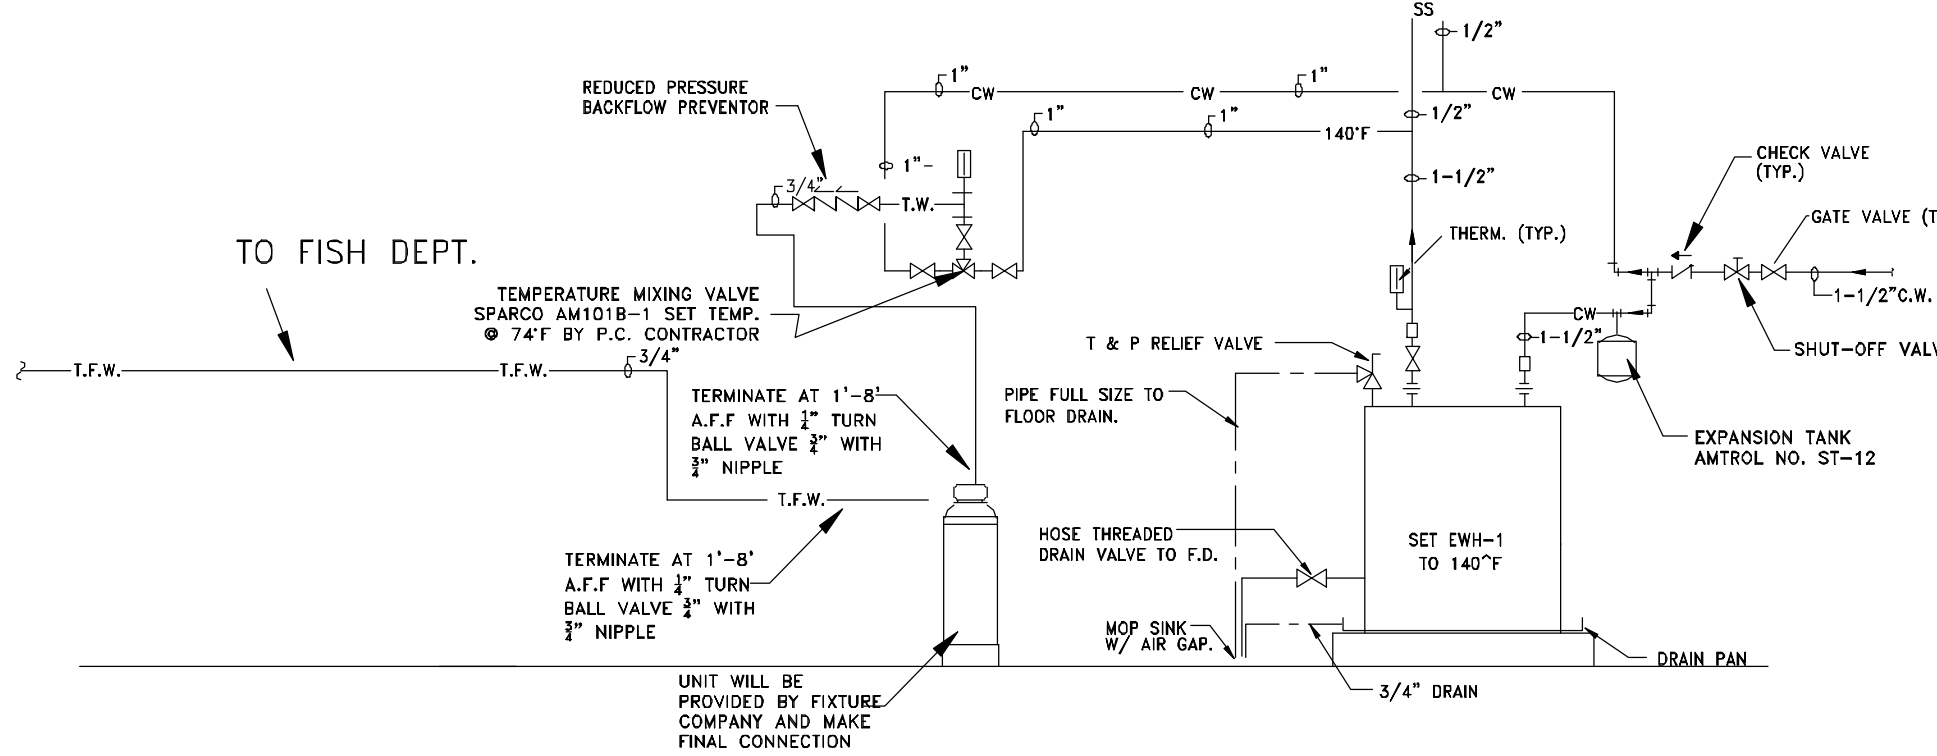 SS
1/2"
1"
1"
CW
CW
CW
REDUCED PRESSURE
BACKFLOW PREVENTOR
1"
1"
1/2"
140°F
1"
3/4"
1-1/2"
CHECK VALVE
(TYP.)
T.W.
GATE VALVE (T
THERM. (TYP.)
TO FISH DEPT.
TEMPERATURE MIXING VALVE
SPARCO AM101B-1 SET TEMP.
@ 74°F BY P.C. CONTRACTOR
1-1/2"C.W.
CW
1-1/2"
T & P RELIEF VALVE
SHUT-OFF VALV
T.F.W.
T.F.W.
3/4"
TERMINATE AT 1'-8'
A.F.F WITH 1/4" TURN
BALL VALVE 3/4" WITH
3/4" NIPPLE
PIPE FULL SIZE TO
FLOOR DRAIN.
EXPANSION TANK
AMTROL NO. ST-12
T.F.W.
HOSE THREADED
DRAIN VALVE TO F.D.
SET EWH-1
TO 140^F
TERMINATE AT 1'-8'
A.F.F WITH 1/4" TURN
BALL VALVE 3/4" WITH
3/4" NIPPLE
MOP SINK
W/ AIR GAP.
DRAIN PAN
3/4" DRAIN
UNIT WILL BE
PROVIDED BY FIXTURE
COMPANY AND MAKE
FINAL CONNECTION